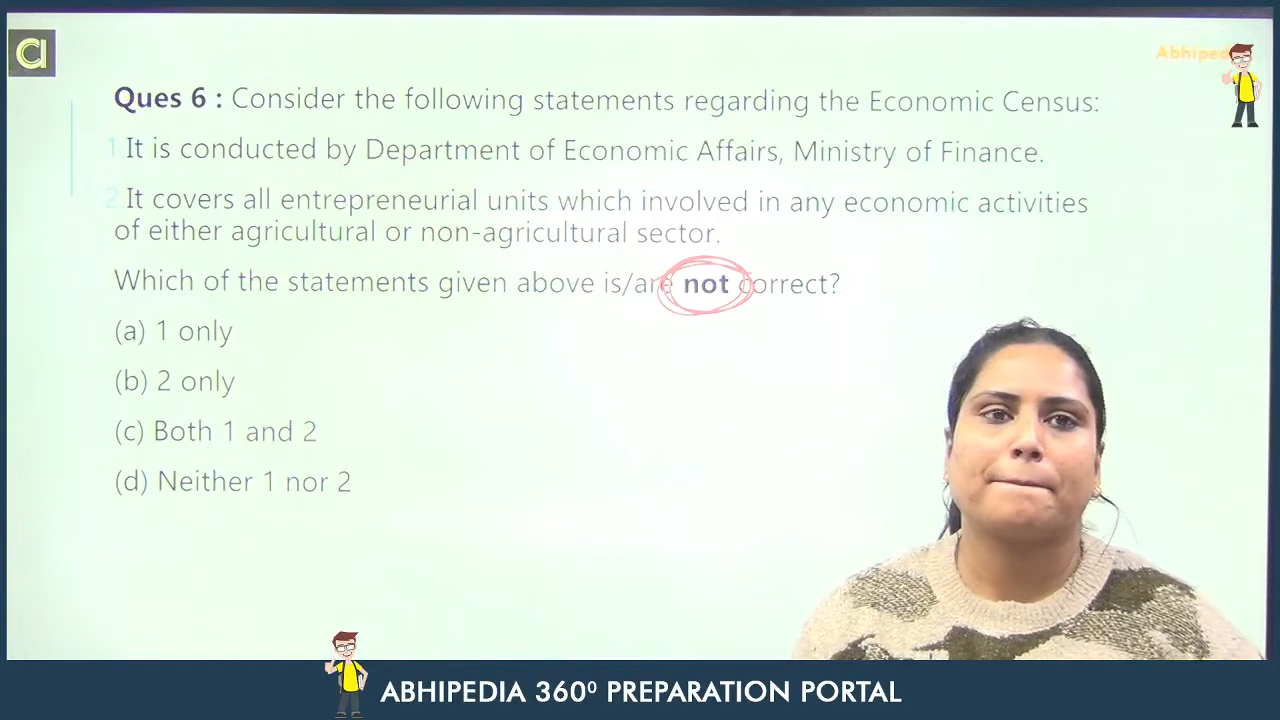 a
Abhiped
Ques 6 : Consider the following statements regarding the Economic Census:
1.It is conducted by Department of Economic Affairs, Ministry of Finance.
2.It covers all entrepreneurial units which involved in any economic activities
of either agricultural or non-agricultural sector.
Which of the statements given above is/are not correct?
(a) 1 only
(b) 2 only
(c) Both 1 and 2
(d) Neither 1 nor 2
ABHIPEDIA 360⁰ PREPARATION PORTAL